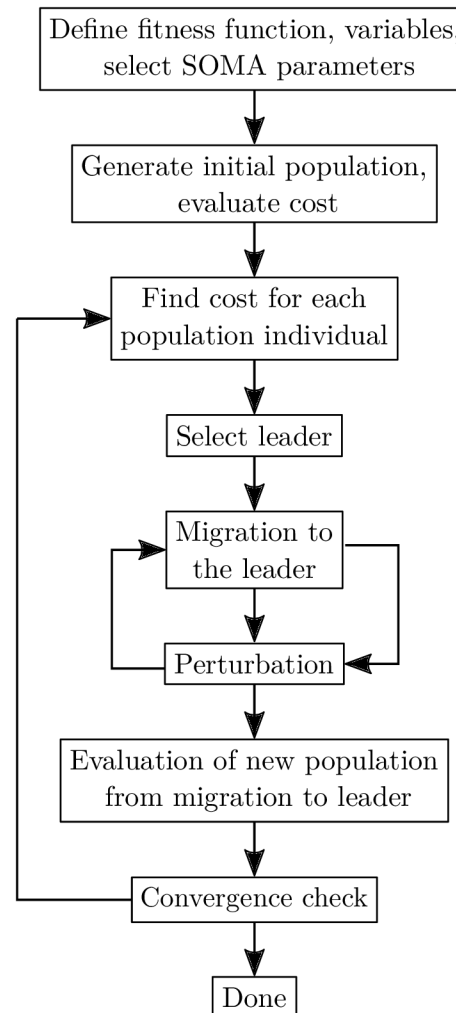 Define fitness function, variables,
select SOMA parameters
Generate initial population,
evaluate cost
Find cost for each
population individual
Select leader
Migration to
the leader
Perturbation
Evaluation of new population
from migration to leader
Convergence check
Done